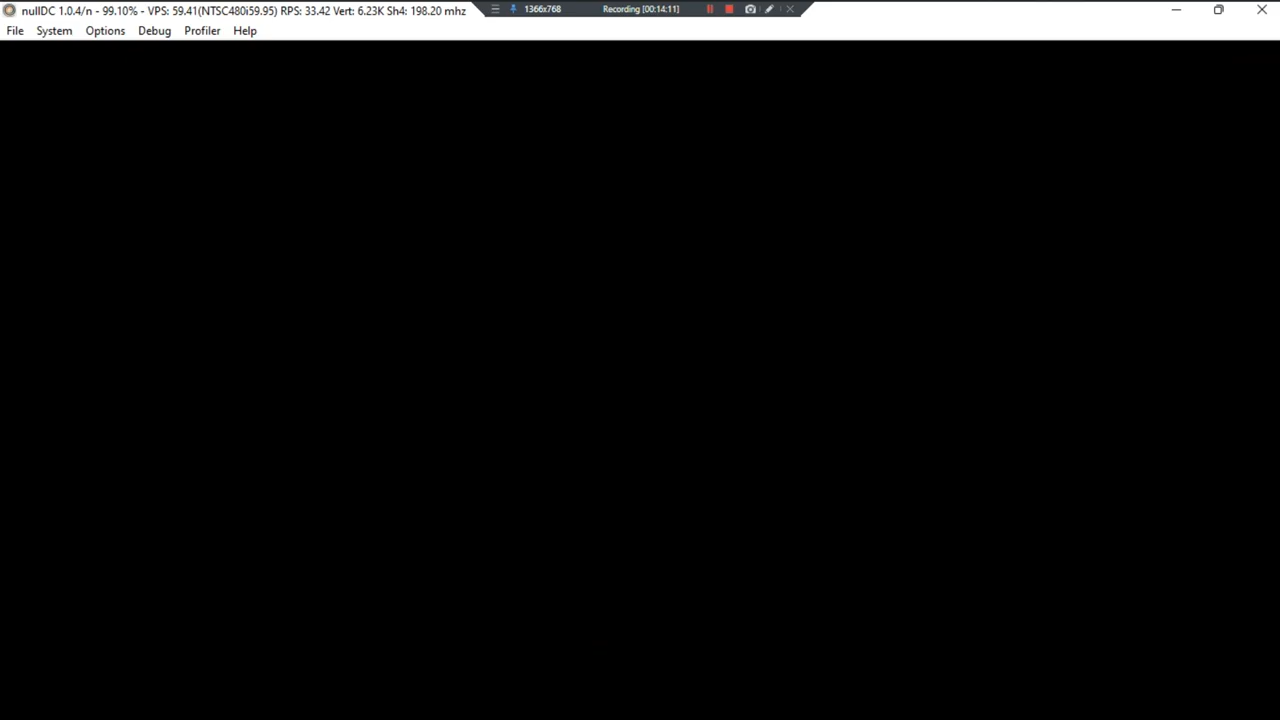 nullDC 1.0.4/n - 99.10% - VPS: 59.41(NTSC480i59.95) RPS: 33.42 Vert: 6.23K Sh4: 198.20 mhz
1366x768 Recording [00:14:11]
File System Options Debug Profiler Help